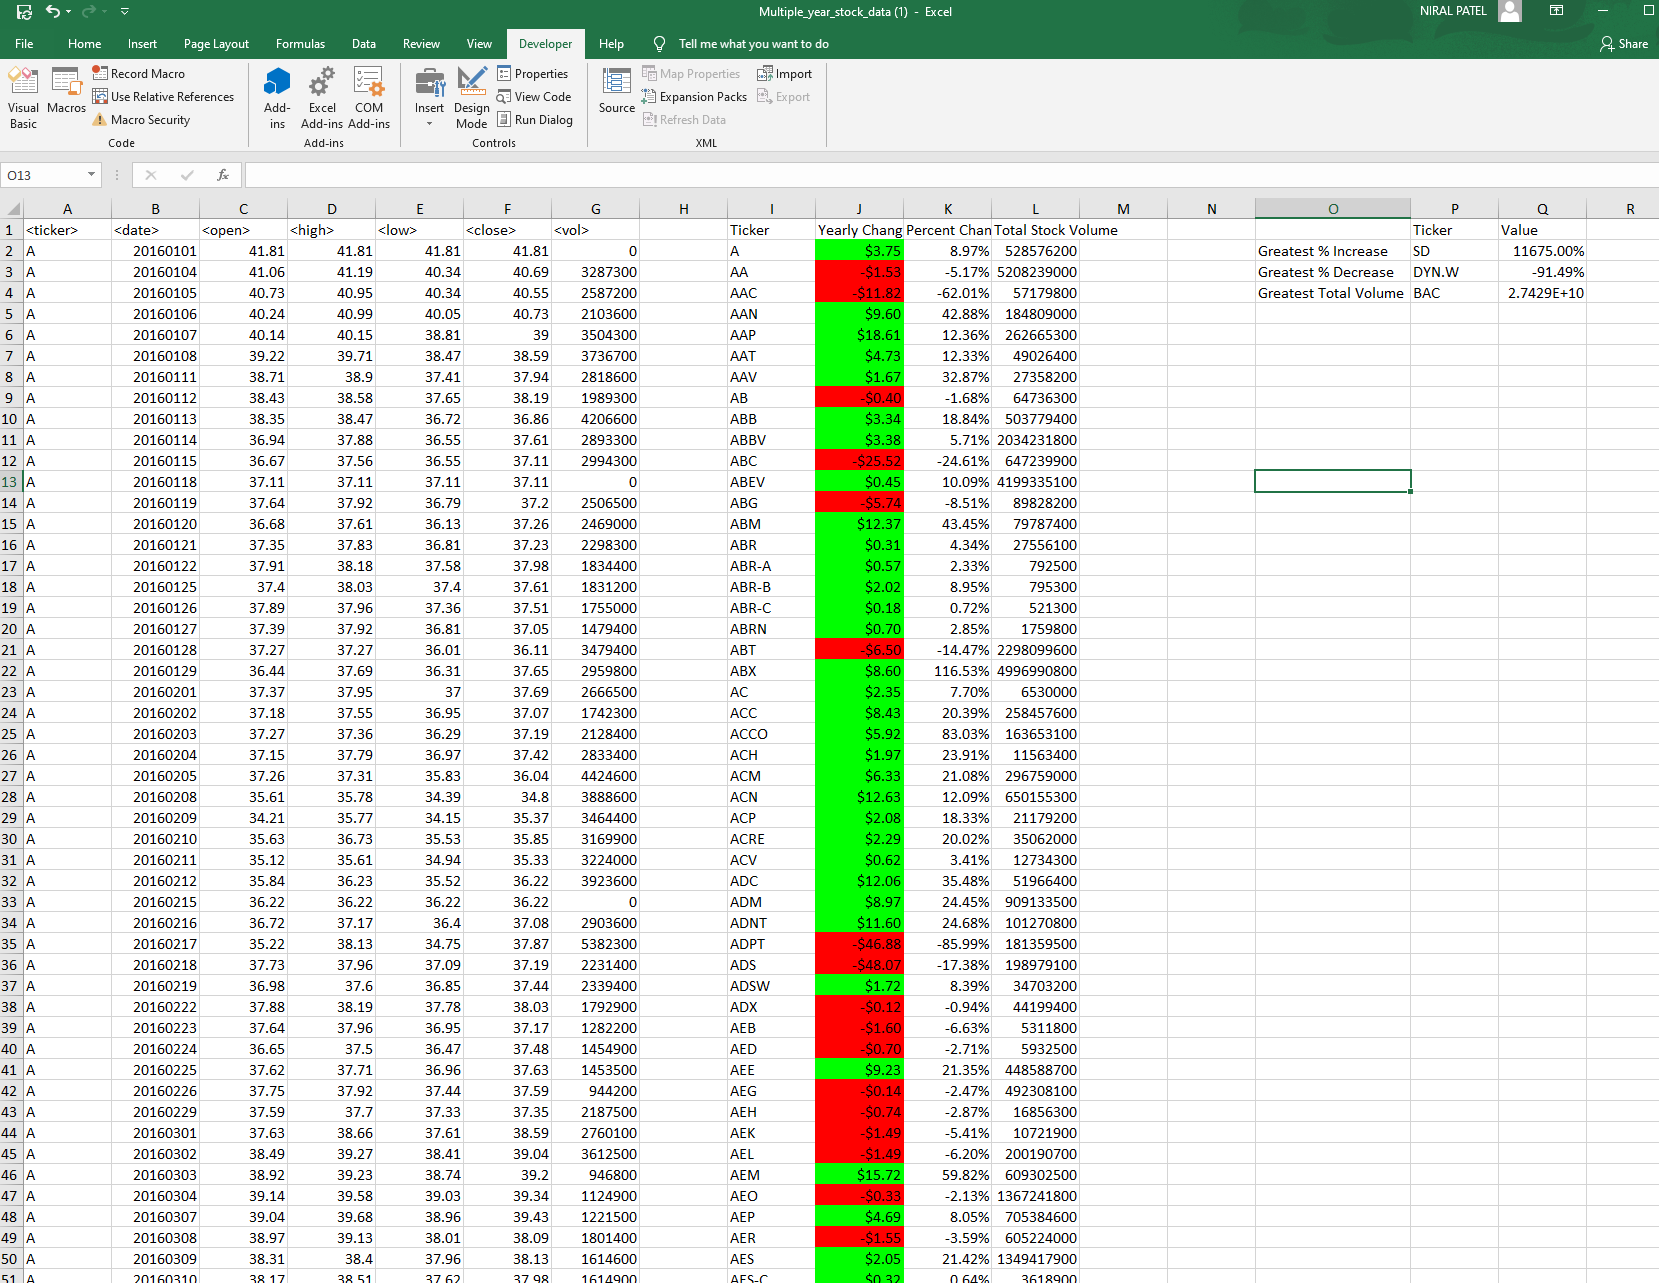 Multiple_year_stock_data (1) - Excel
NIRAL PATEL
File Home Insert Page Layout Formulas Data Review View Developer Help Tell me what you want to do Share
Visual Basic Macros Record Macro Use Relative References Macro Security Code
Add-ins Excel Add-ins COM Add-ins Add-ins
Insert Design Mode Properties View Code Run Dialog Controls
Source Map Properties Expansion Packs Refresh Data Import Export XML
O13 fx
A B C D E F G H I J K L M N O P Q R
1 <ticker> <date> <open> <high> <low> <close> <vol> Ticker Yearly Chang Percent Chan Total Stock Volume Ticker Value
2 A 20160101 41.81 41.81 41.81 41.81 0 A $3.75 8.97% 528576200 Greatest % Increase SD 11675.00%
3 A 20160104 41.06 41.19 40.34 40.69 3287300 AA -$1.53 -5.17% 5208239000 Greatest % Decrease DYN.W -91.49%
4 A 20160105 40.73 40.95 40.34 40.55 2587200 AAC -$11.82 -62.01% 57179800 Greatest Total Volume BAC 2.7429E+10
5 A 20160106 40.24 40.99 40.05 40.73 2103600 AAN $9.60 42.88% 184809000
6 A 20160107 40.14 40.15 38.81 39 3504300 AAP $18.61 12.36% 262665300
7 A 20160108 39.22 39.71 38.47 38.59 3736700 AAT $4.73 12.33% 49026400
8 A 20160111 38.71 38.9 37.41 37.94 2818600 AAV $1.67 32.87% 27358200
9 A 20160112 38.43 38.58 37.65 38.19 1989300 AB -$0.40 -1.68% 64736300
10 A 20160113 38.35 38.47 36.72 36.86 4206600 ABB $3.34 18.84% 503779400
11 A 20160114 36.94 37.88 36.55 37.61 2893300 ABBV $3.38 5.71% 2034231800
12 A 20160115 36.67 37.56 36.55 37.11 2994300 ABC -$25.52 -24.61% 647239900
13 A 20160118 37.11 37.11 37.11 37.11 0 ABEV $0.45 10.09% 4199335100
14 A 20160119 37.64 37.92 36.79 37.2 2506500 ABG -$5.74 -8.51% 89828200
15 A 20160120 36.68 37.61 36.13 37.26 2469000 ABM $12.37 43.45% 79787400
16 A 20160121 37.35 37.83 36.81 37.23 2298300 ABR $0.31 4.34% 27556100
17 A 20160122 37.91 38.18 37.58 37.98 1834400 ABR-A $0.57 2.33% 792500
18 A 20160125 37.4 38.03 37.4 37.61 1831200 ABR-B $2.02 8.95% 795300
19 A 20160126 37.89 37.96 37.36 37.51 1755000 ABR-C $0.18 0.72% 521300
20 A 20160127 37.39 37.92 36.81 37.05 1479400 ABRN $0.70 2.85% 1759800
21 A 20160128 37.27 37.27 36.01 36.11 3479400 ABT -$6.50 -14.47% 2298099600
22 A 20160129 36.44 37.69 36.31 37.65 2959800 ABX $8.60 116.53% 4996990800
23 A 20160201 37.37 37.95 37 37.69 2666500 AC $2.35 7.70% 6530000
24 A 20160202 37.18 37.55 36.95 37.07 1742300 ACC $8.43 20.39% 258457600
25 A 20160203 37.27 37.36 36.29 37.19 2128400 ACCO $5.92 83.03% 163653100
26 A 20160204 37.15 37.79 36.97 37.42 2833400 ACH $1.97 23.91% 11563400
27 A 20160205 37.26 37.31 35.83 36.04 4424600 ACM $6.33 21.08% 296759000
28 A 20160208 35.61 35.78 34.39 34.8 3888600 ACN $12.63 12.09% 650155300
29 A 20160209 34.21 35.77 34.15 35.37 3464400 ACP $2.08 18.33% 21179200
30 A 20160210 35.63 36.73 35.53 35.85 3169900 ACRE $2.29 20.02% 35062000
31 A 20160211 35.12 35.61 34.94 35.33 3224000 ACV $0.62 3.41% 12734300
32 A 20160212 35.84 36.23 35.52 36.22 3923600 ADC $12.06 35.48% 51966400
33 A 20160215 36.22 36.22 36.22 36.22 0 ADM $8.97 24.45% 909133500
34 A 20160216 36.72 37.17 36.4 37.08 2903600 ADNT $11.60 24.68% 101270800
35 A 20160217 35.22 38.13 34.75 37.87 5382300 ADPT -$46.88 -85.99% 181359500
36 A 20160218 37.73 37.96 37.09 37.19 2231400 ADS -$48.07 -17.38% 198979100
37 A 20160219 36.98 37.6 36.85 37.44 2339400 ADSW $1.72 8.39% 34703200
38 A 20160222 37.88 38.19 37.78 38.03 1792900 ADX -$0.12 -0.94% 44199400
39 A 20160223 37.64 37.96 36.95 37.17 1282200 AEB -$1.60 -6.63% 5311800
40 A 20160224 36.65 37.5 36.47 37.48 1454900 AED -$0.70 -2.71% 5932500
41 A 20160225 37.62 37.71 36.96 37.63 1453500 AEE $9.23 21.35% 448588700
42 A 20160226 37.75 37.92 37.44 37.59 944200 AEG -$0.14 -2.47% 492308100
43 A 20160229 37.59 37.7 37.33 37.35 2187500 AEH -$0.74 -2.87% 16856300
44 A 20160301 37.63 38.66 37.61 38.59 2760100 AEK -$1.49 -5.41% 10721900
45 A 20160302 38.49 39.27 38.41 39.04 3612500 AEL -$1.49 -6.20% 200190700
46 A 20160303 38.92 39.23 38.74 39.2 946800 AEM $15.72 59.82% 609302500
47 A 20160304 39.14 39.58 39.03 39.34 1124900 AEO -$0.33 -2.13% 1367241800
48 A 20160307 39.04 39.68 38.96 39.43 1221500 AEP $4.69 8.05% 705384600
49 A 20160308 38.97 39.13 38.01 38.09 1801400 AER -$1.55 -3.59% 605224000
50 A 20160309 38.31 38.4 37.96 38.13 1614600 AES $2.05 21.42% 1349417900
51 A 20160310 38.17 38.51 37.62 37.98 1614900 AES-C $0.32 0.64% 3618900